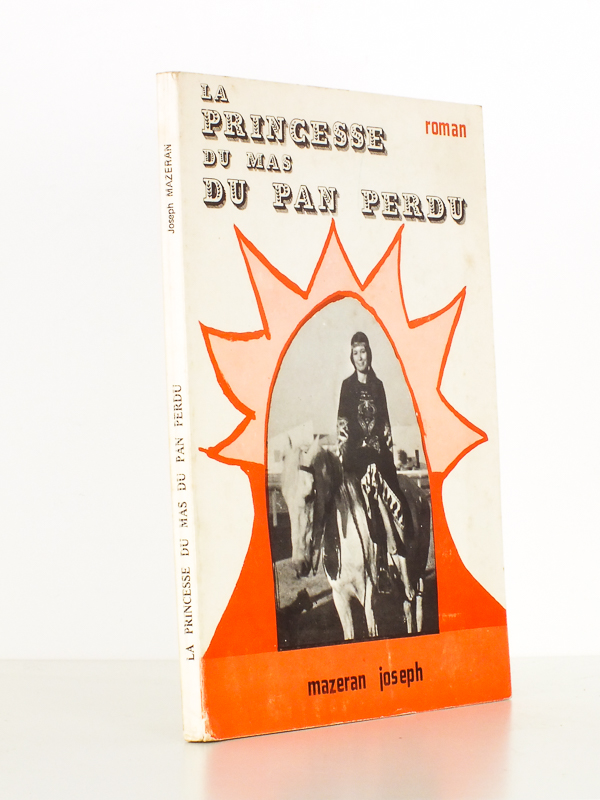 LA
PRINCESSE
DU MAS
DU PAN PERDU
roman
mazeran joseph
Joseph MAZERAN
LA PRINCESSE DU MAS DU PAN PERDU